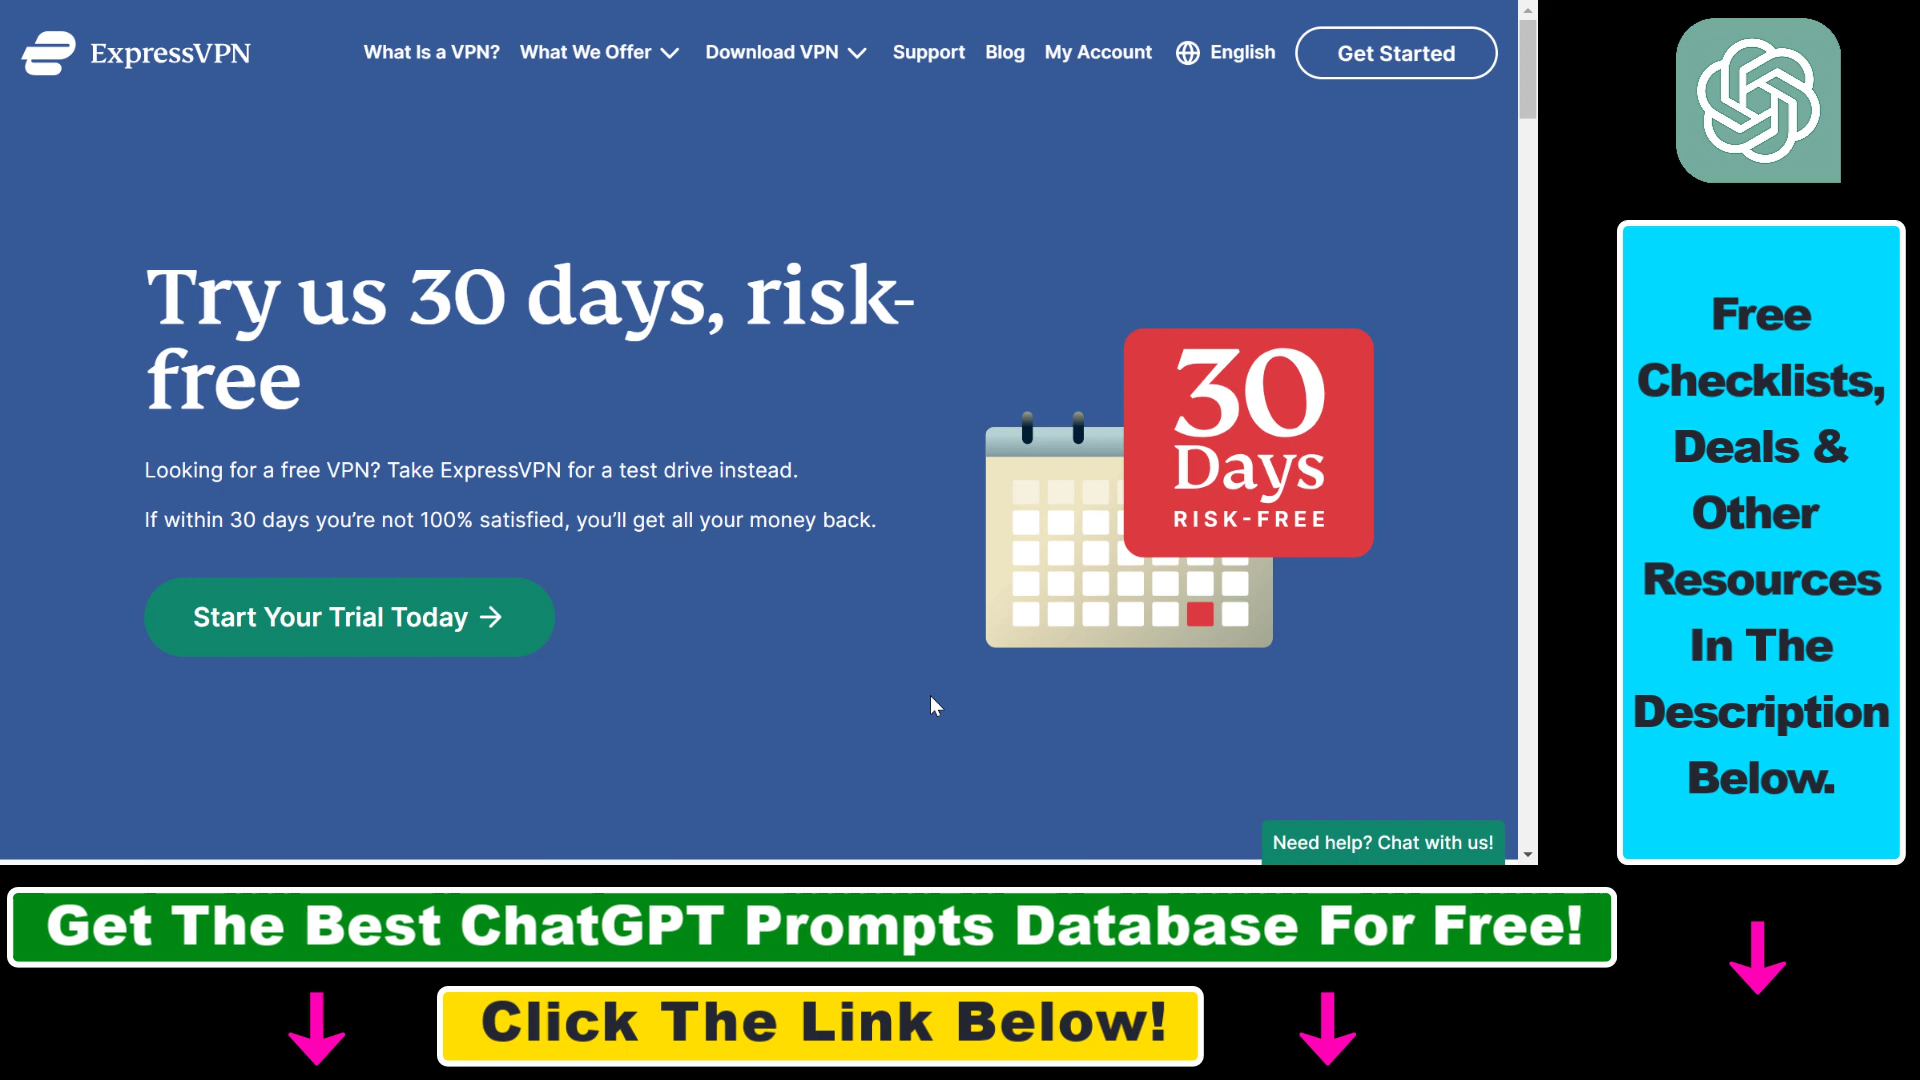 ExpressVPN
What Is a VPN? What We Offer Download VPN Support Blog My Account English Get Started
Try us 30 days, risk-
free
Looking for a free VPN? Take ExpressVPN for a test drive instead.
If within 30 days you’re not 100% satisfied, you’ll get all your money back.
Start Your Trial Today →
30
Days
RISK-FREE
Need help? Chat with us!
Free
Checklists,
Deals &
Other
Resources
In The
Description
Below.
Get The Best ChatGPT Prompts Database For Free!
Click The Link Below!